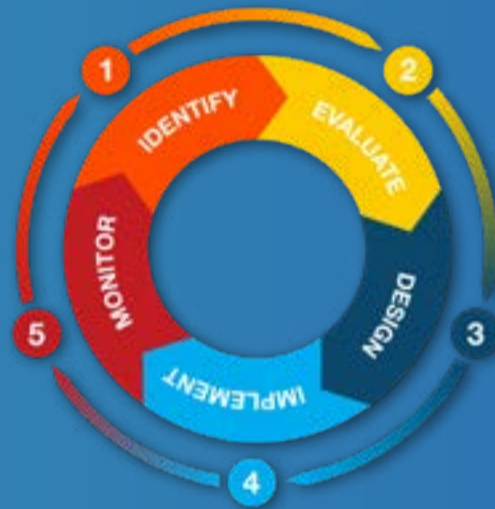 1
IDENTIFY
2
EVALUATE
3
DESIGN
4
IMPLEMENT
5
MONITOR